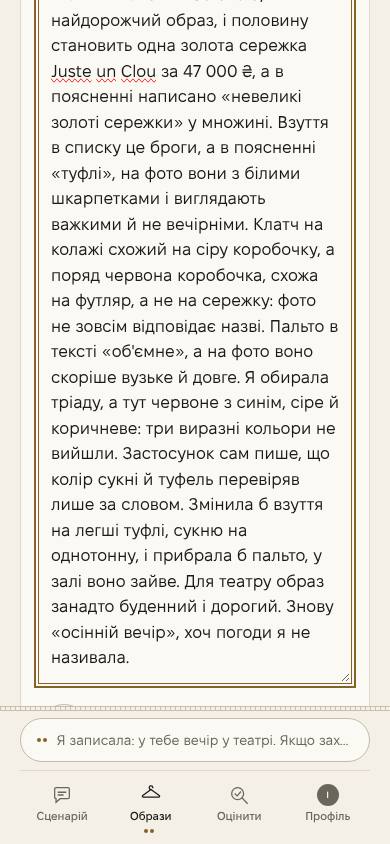 найдорожчий образ, і половину
становить одна золота сережка
Juste un Clou за 47 000 ₴, а в
поясненні написано «невеликі
золоті сережки» у множині. Взуття
в списку це броги, а в поясненні
«туфлі», на фото вони з білими
шкарпетками і виглядають
важкими й не вечірніми. Клатч на
колажі схожий на сіру коробочку, а
поряд червона коробочка, схожа
на футляр, а не на сережку: фото
не зовсім відповідає назві. Пальто в
тексті «об'ємне», а на фото воно
скоріше вузьке й довге. Я обирала
тріаду, а тут червоне з синім, сіре й
коричневе: три виразні кольори не
вийшли. Застосунок сам пише, що
колір сукні й туфель перевіряв
лише за словом. Змінила б взуття
на легші туфлі, сукню на
однотонну, і прибрала б пальто, у
залі воно зайве. Для театру образ
занадто буденний і дорогий. Знову
«осінній вечір», хоч погоди я не
називала.
Я записала: у тебе вечір у театрі. Якщо зах...
Сценарій
Образи
Оцінити
І
Профіль